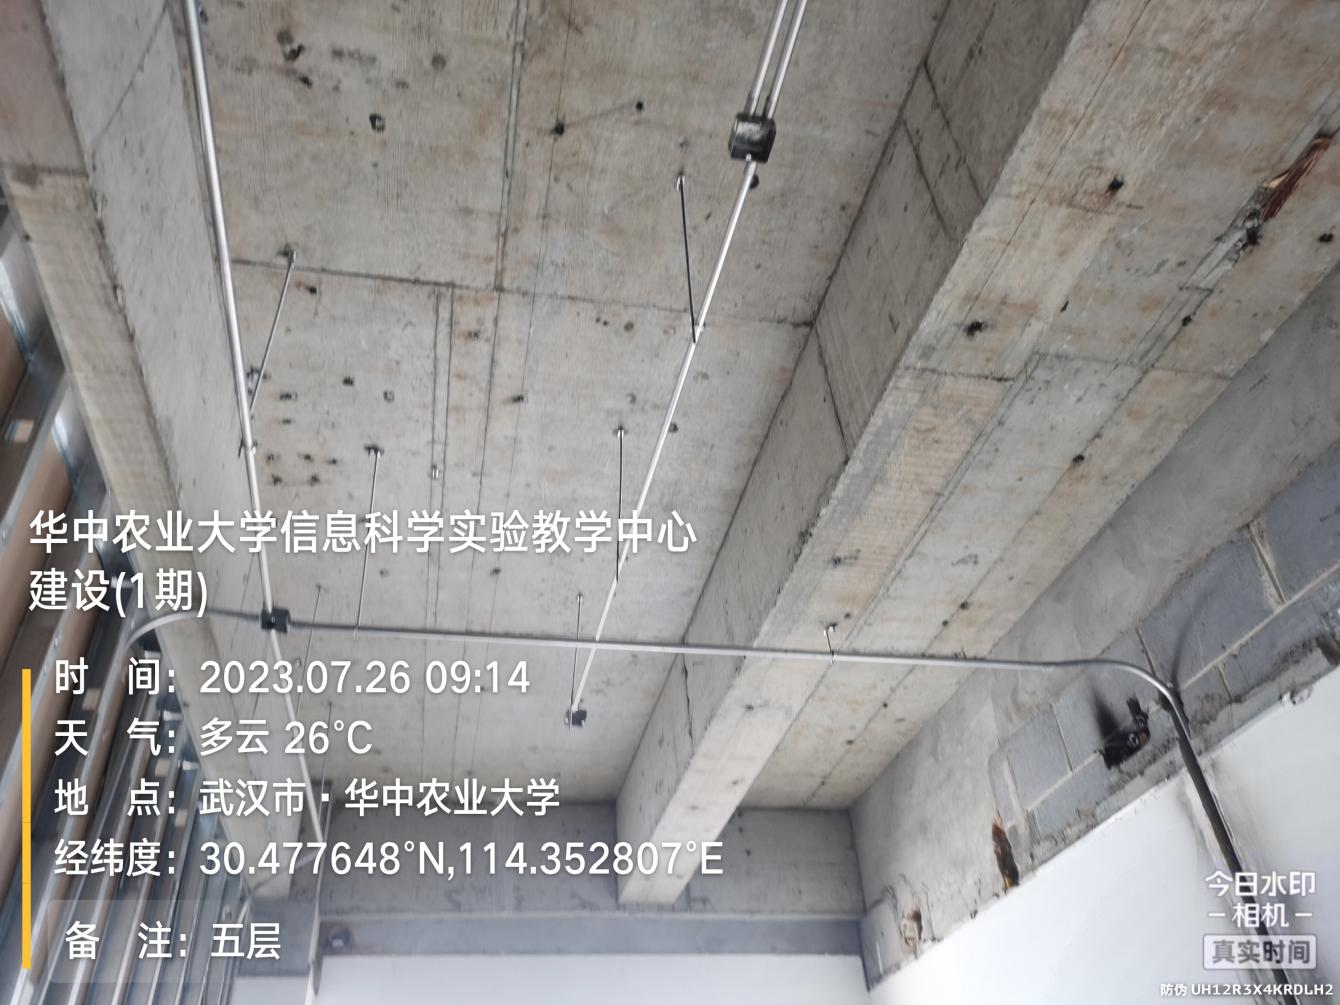 华中农业大学信息科学实验教学中心
建设(1期)
时 间：2023.07.26 09:14
天 气：多云 26°C
地 点：武汉市·华中农业大学
经纬度：30.477648°N,114.352807°E
备 注：五层
今日水印
相机
真实时间
防伪 UH12R3X4KRDLH2